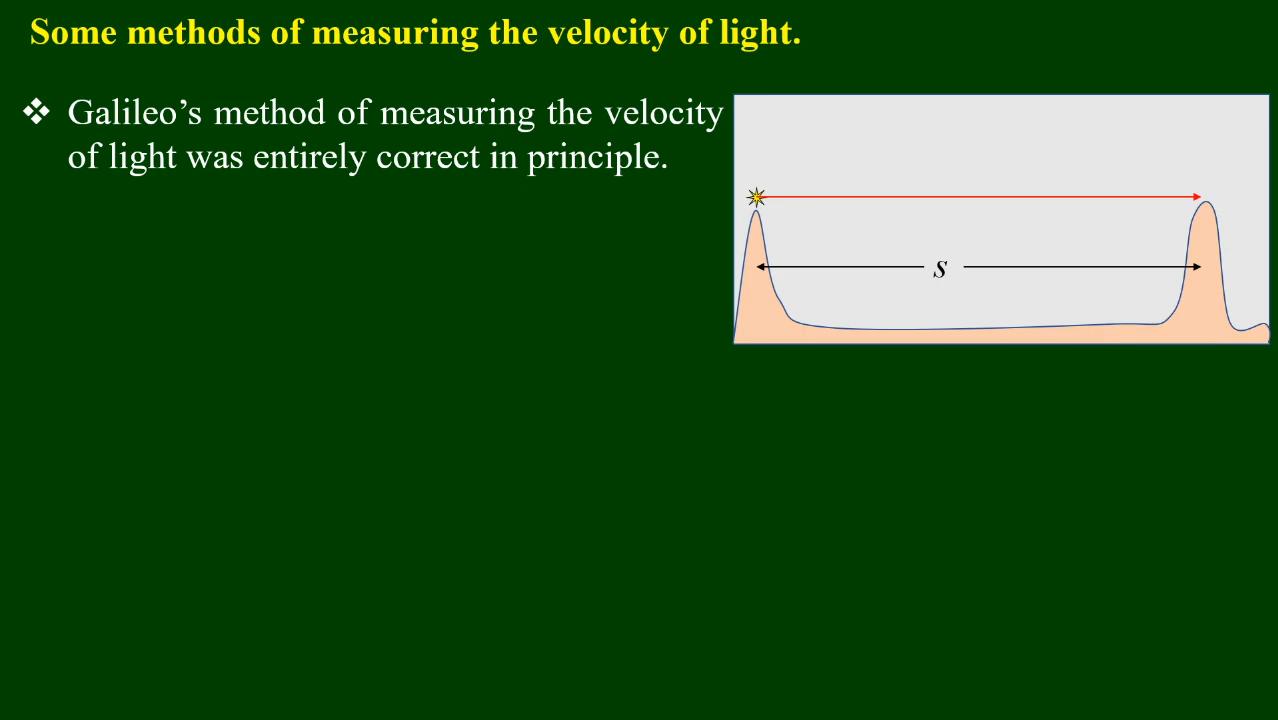 Some methods of measuring the velocity of light.
❖ Galileo’s method of measuring the velocity
of light was entirely correct in principle.
s